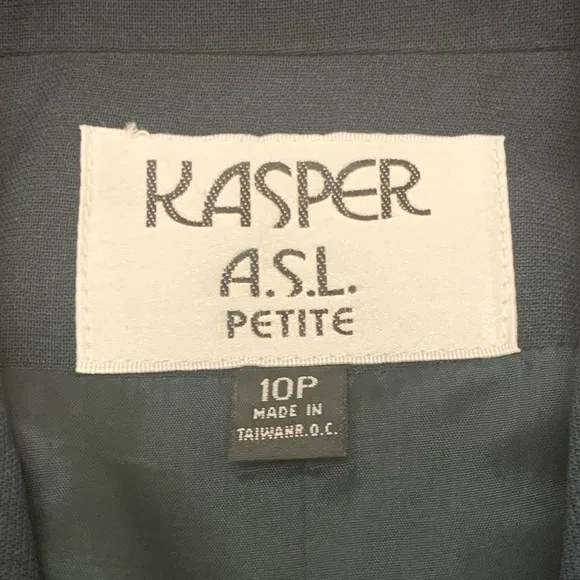 KASPER
A.S.L.
PETITE
10P
MADE IN
TAIWANR.O.C.